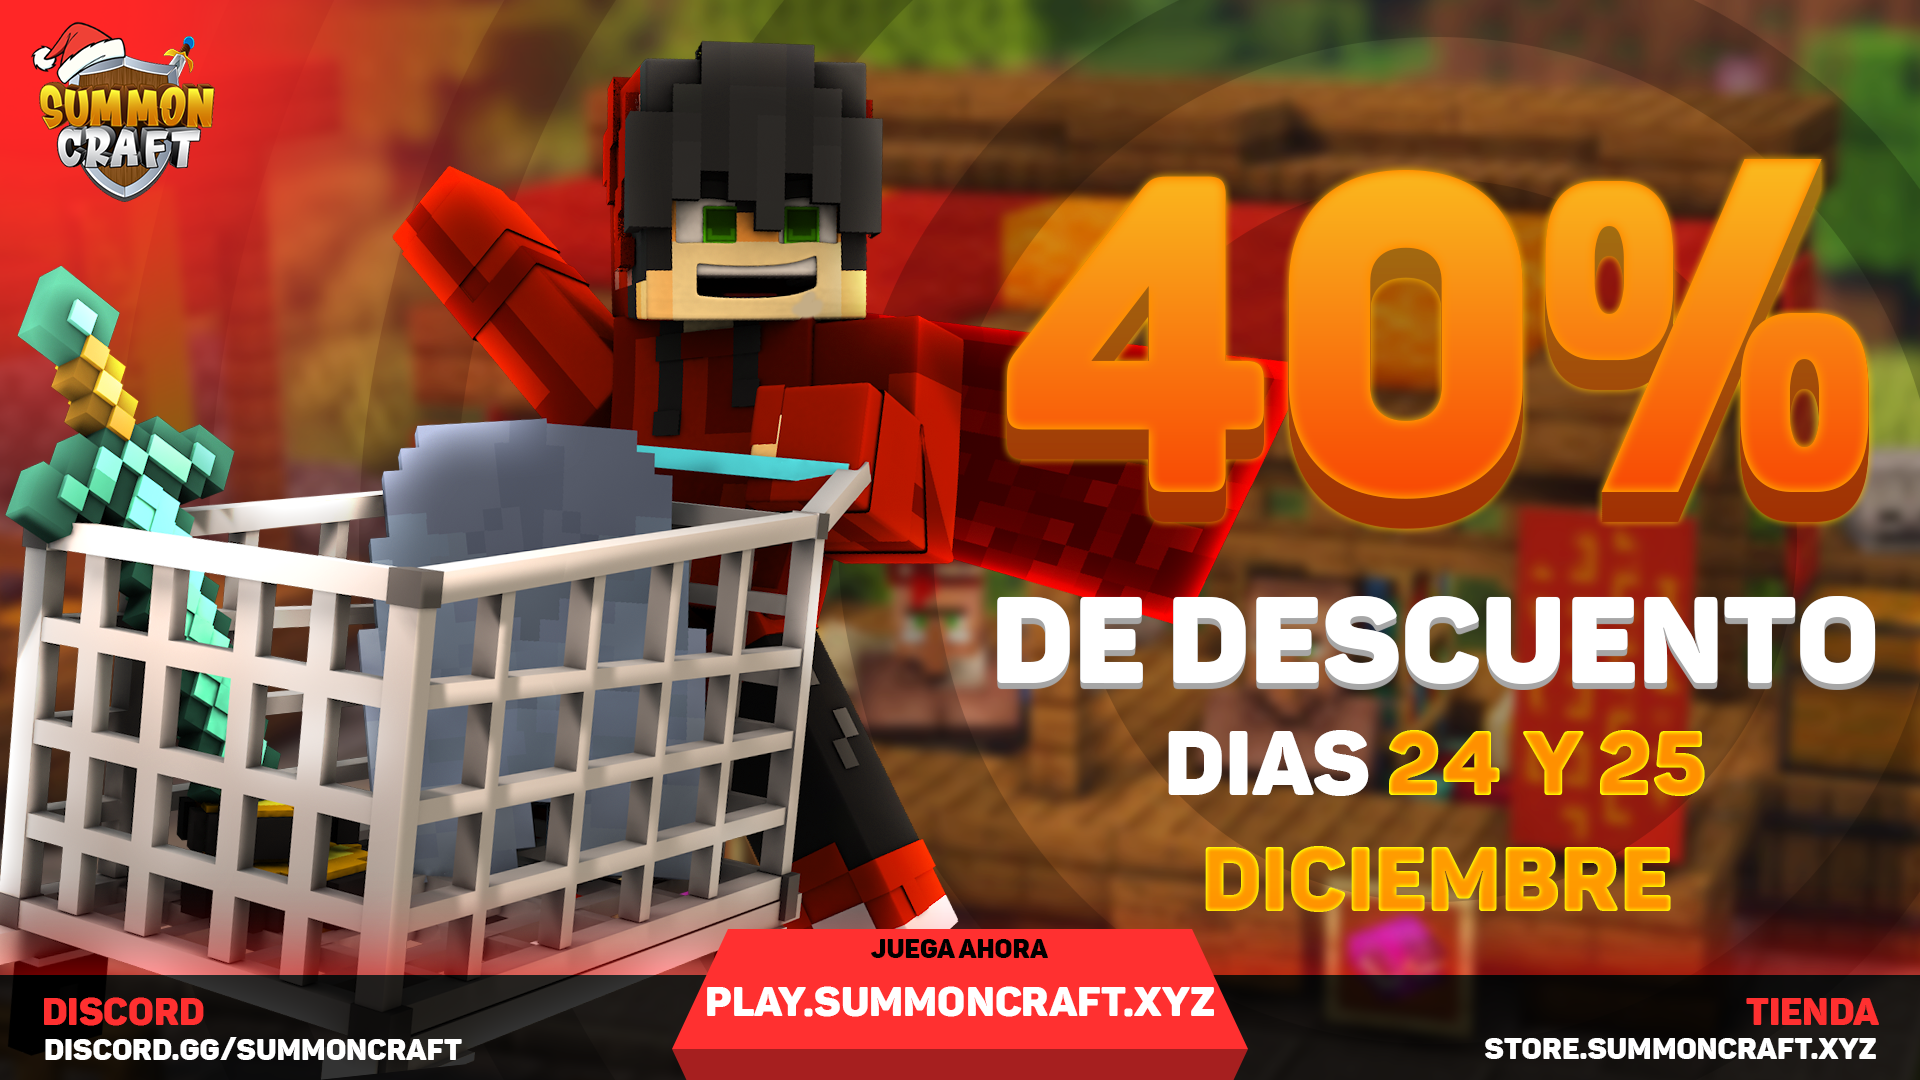 SUMMON
CRAFT
40%
DE DESCUENTO
DIAS 24 Y 25
DICIEMBRE
JUEGA AHORA
PLAY.SUMMONCRAFT.XYZ
DISCORD
DISCORD.GG/SUMMONCRAFT
TIENDA
STORE.SUMMONCRAFT.XYZ